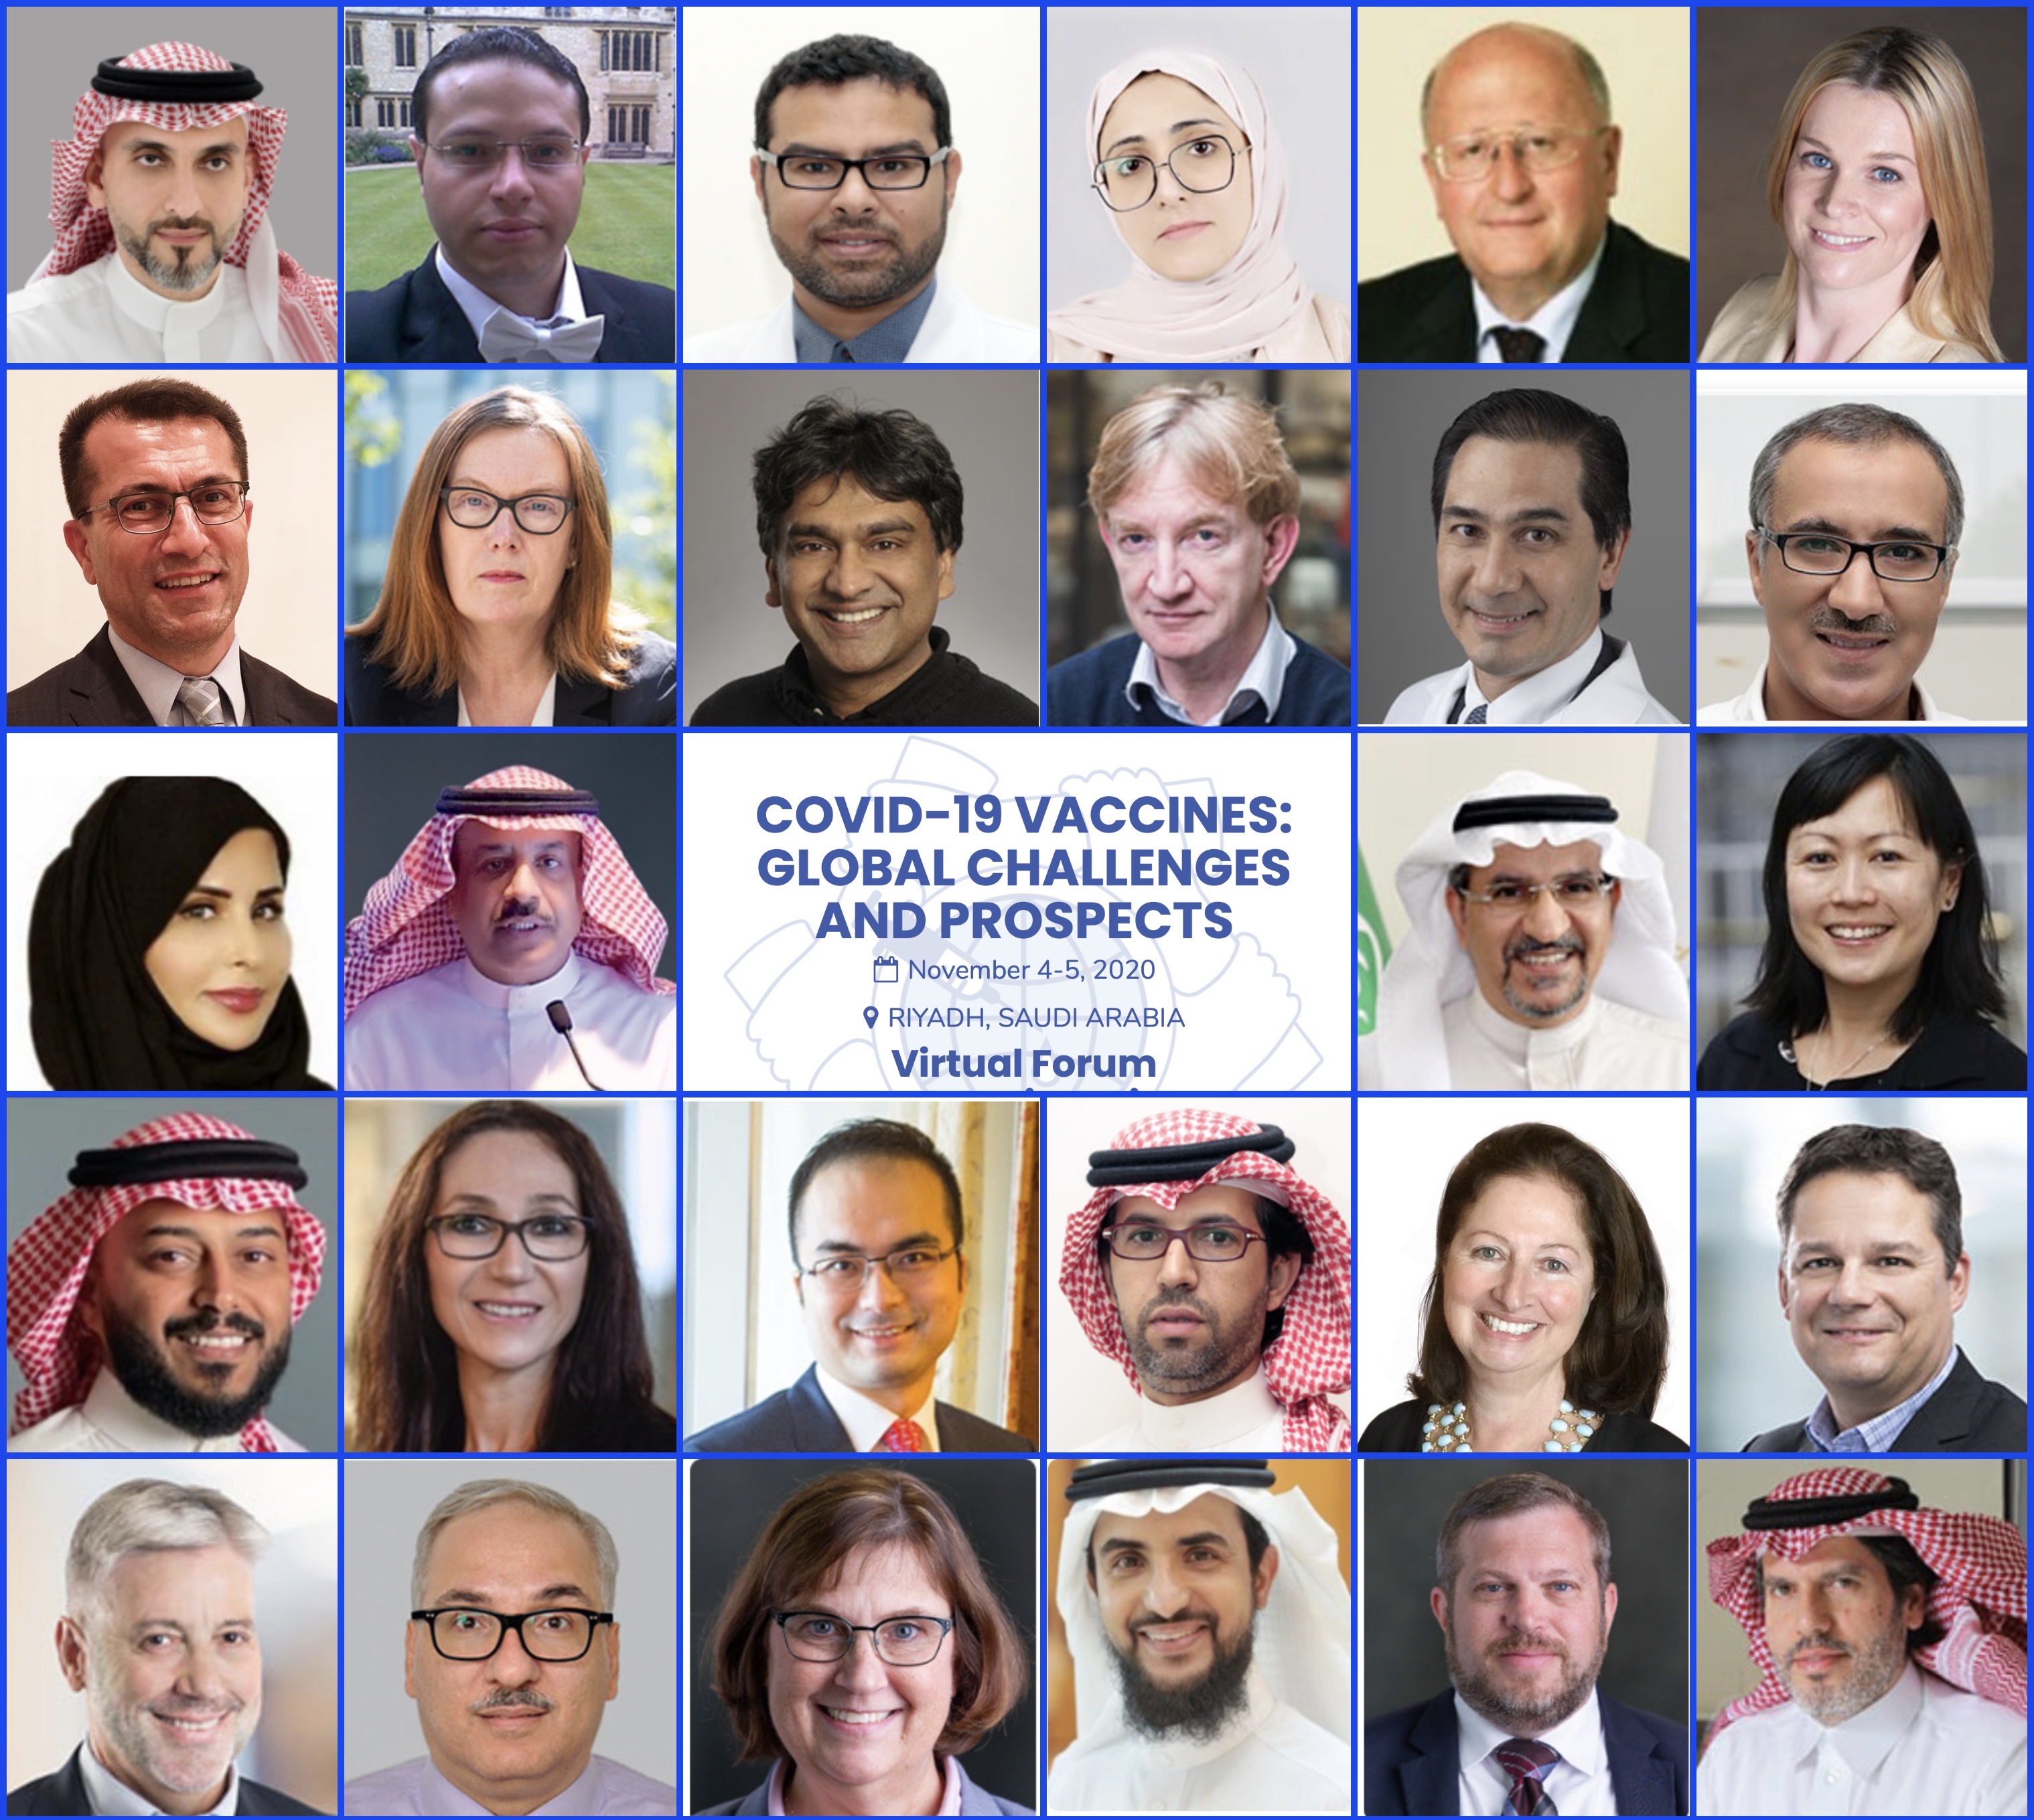 COVID-19 VACCINES:
GLOBAL CHALLENGES
AND PROSPECTS
November 4-5, 2020
RIYADH, SAUDI ARABIA
Virtual Forum